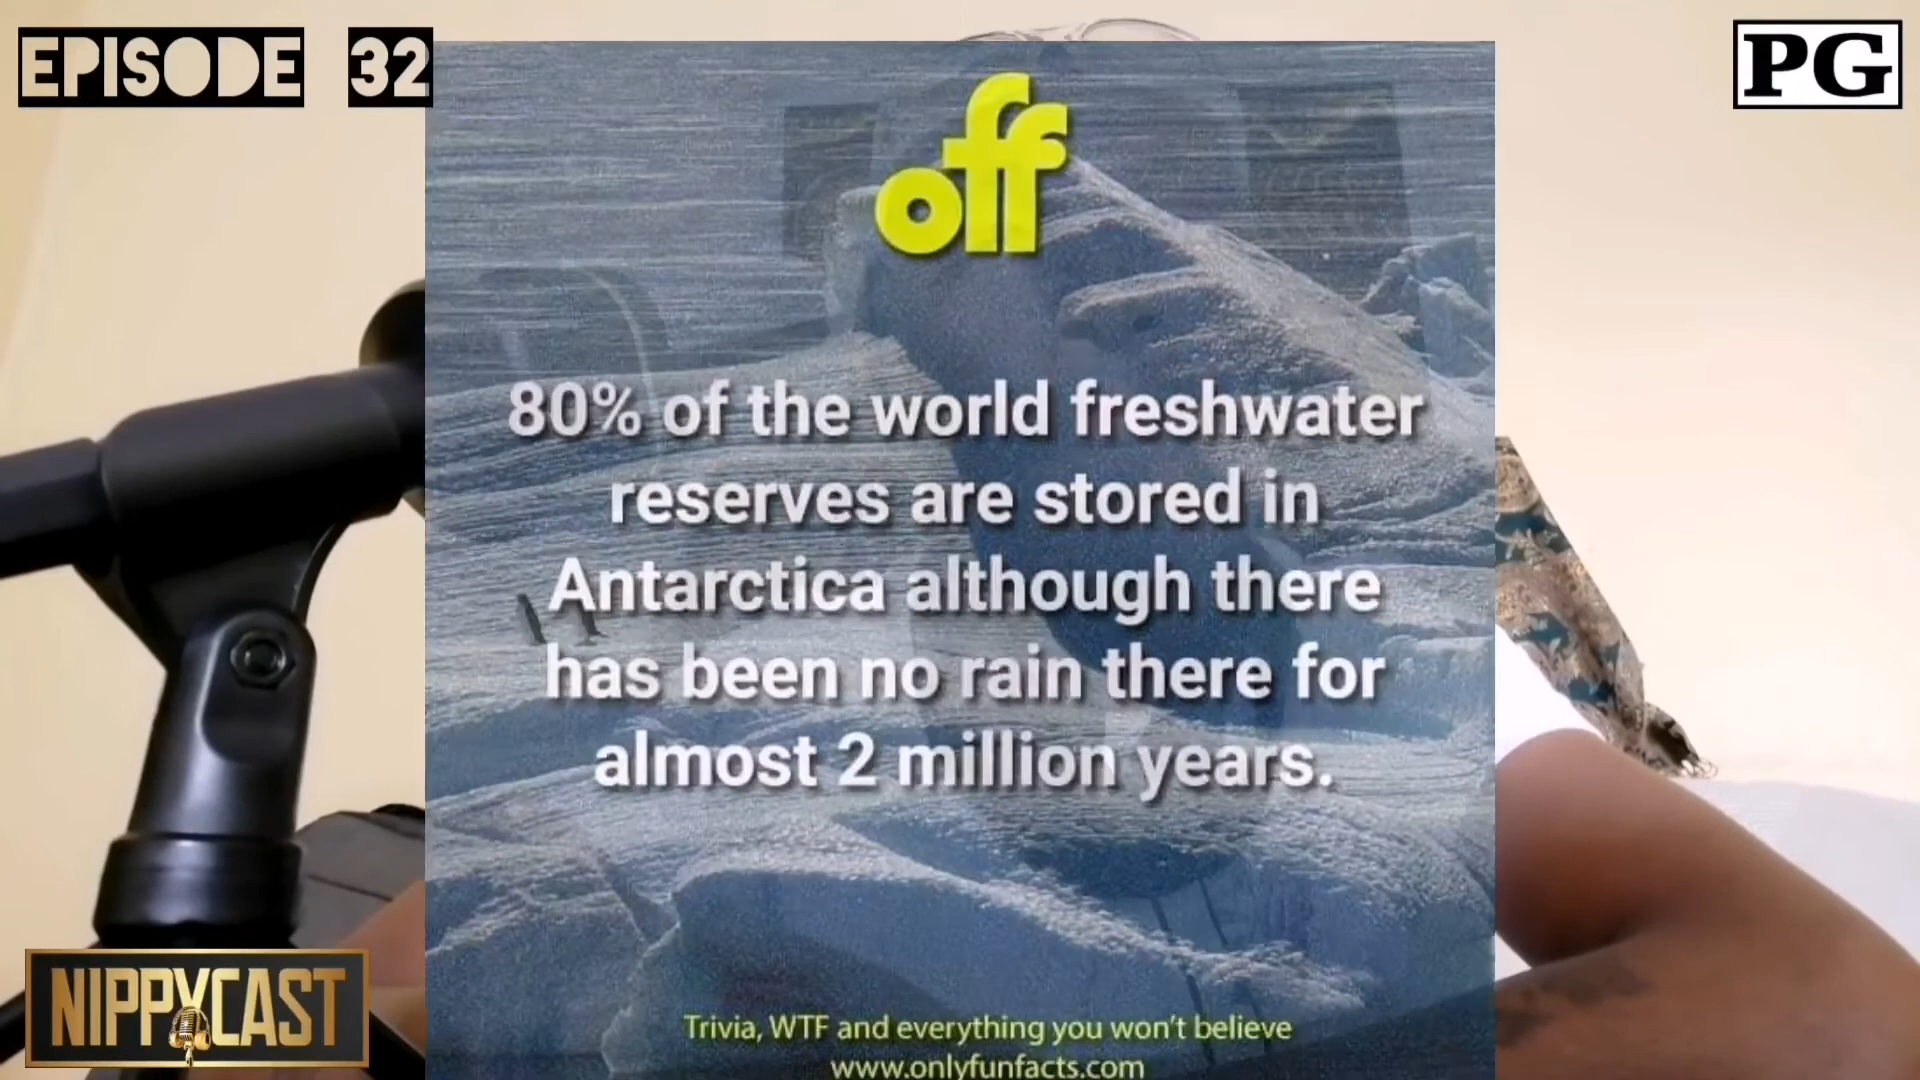 EPISODE 32
PG
off
80% of the world freshwater
reserves are stored in
Antarctica although there
has been no rain there for
almost 2 million years.
Trivia, WTF and everything you won't believe
www.onlyfunfacts.com
NIPPYCAST